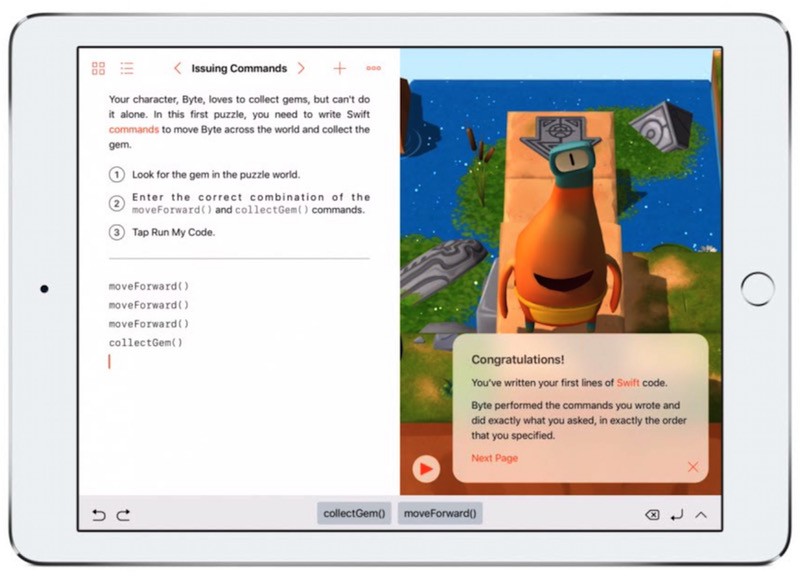 Issuing Commands
Your character, Byte, loves to collect gems, but can't do
it alone. In this first puzzle, you need to write Swift
commands to move Byte across the world and collect the
gem.
1 Look for the gem in the puzzle world.
2 Enter the correct combination of the
moveForward() and collectGem() commands.
3 Tap Run My Code.
moveForward()
moveForward()
moveForward()
collectGem()
Congratulations!
You've written your first lines of Swift code.
Byte performed the commands you wrote and
did exactly what you asked, in exactly the order
that you specified.
Next Page
collectGem() moveForward()